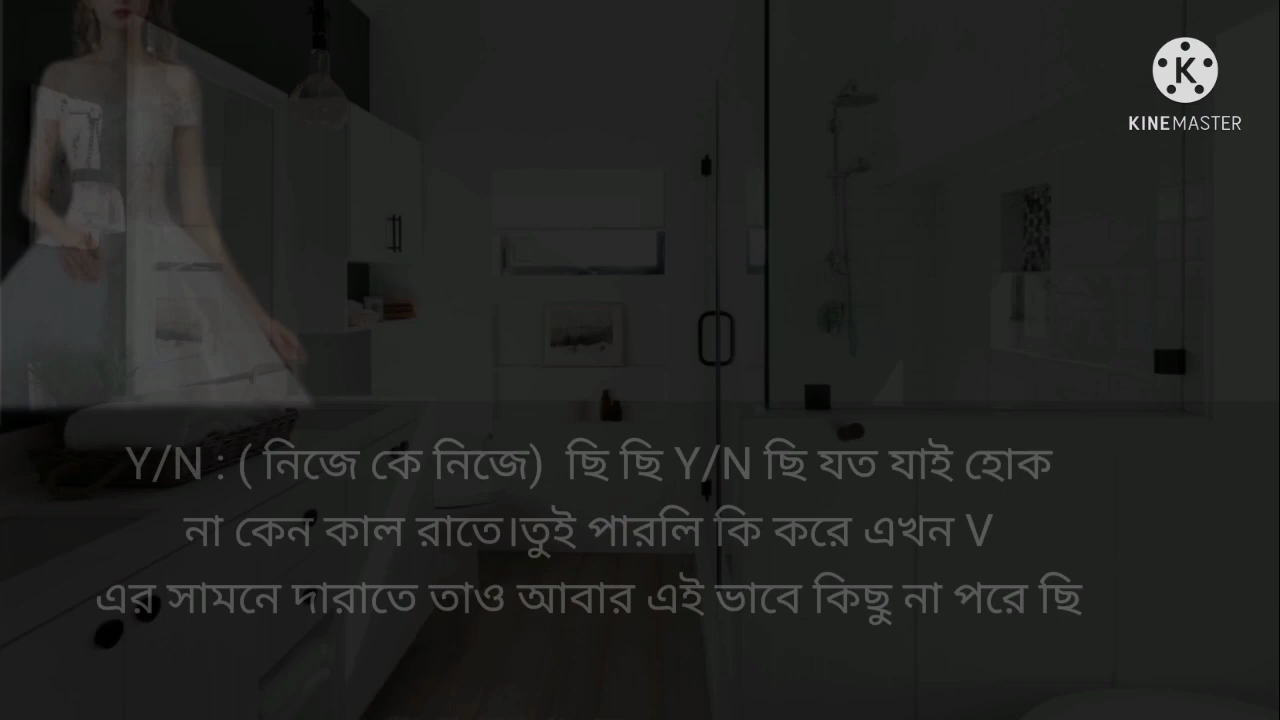 KINEMASTER
Y/N : ( নিজে কে নিজে) ছি ছি Y/N ছি যত যাই হোক
না কেন কাল রাতে।তুই পারলি কি করে এখন V
এর সামনে দারাতে তাও আবার এই ভাবে কিছু না পরে ছি